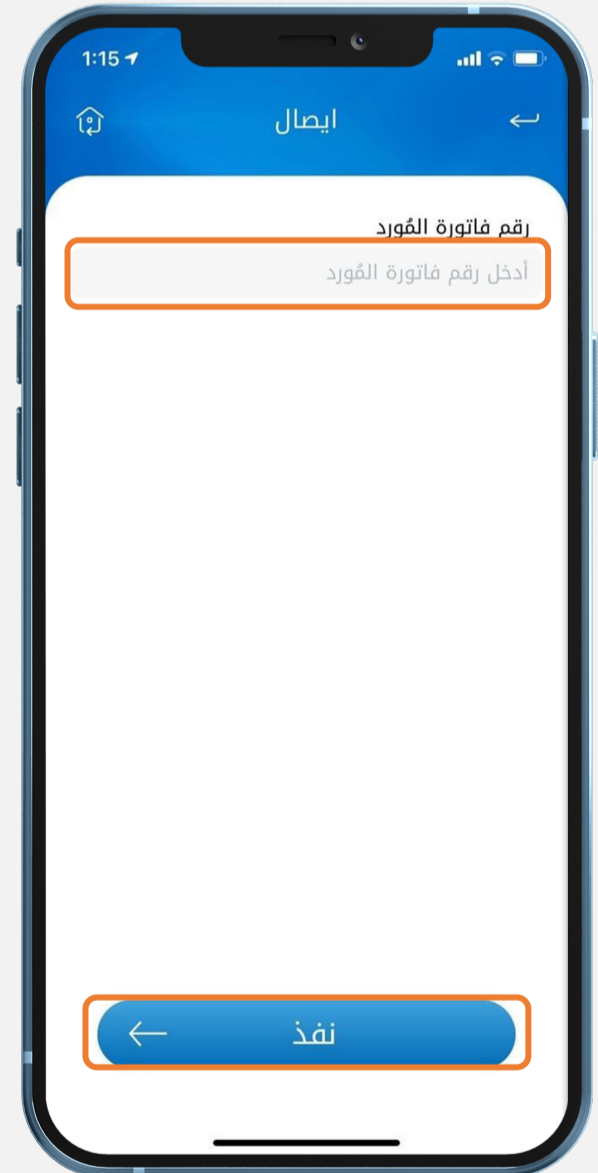 1:15
ايصال
رقم فاتورة المُورد
أدخل رقم فاتورة المُورد
نفذ